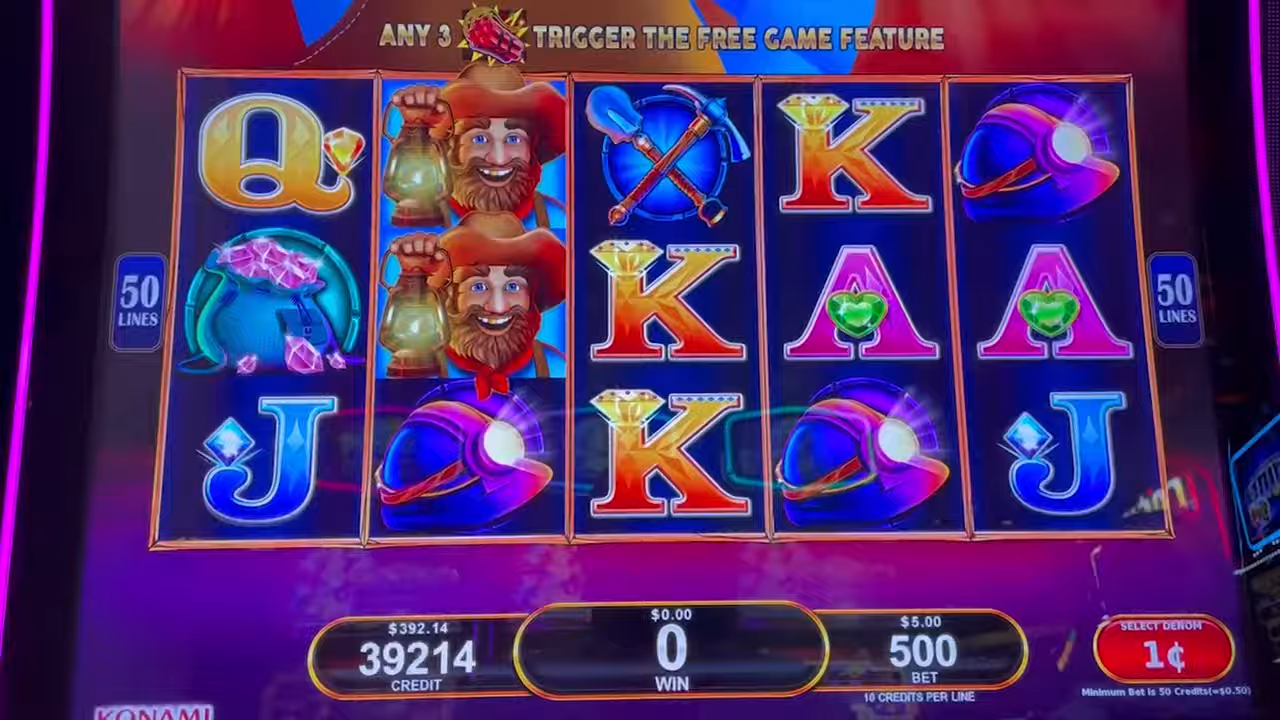 ANY 3 TRIGGER THE FREE GAME FEATURE
Q
K
50
LINES
K
A
A
50
LINES
J
K
J
$392.14
39214
CREDIT
$0.00
0
WIN
$5.00
500
BET
10 CREDITS PER LINE
SELECT DENOM
1¢
Minimum Bet is 50 Credits(=$0.50)
KONAMI